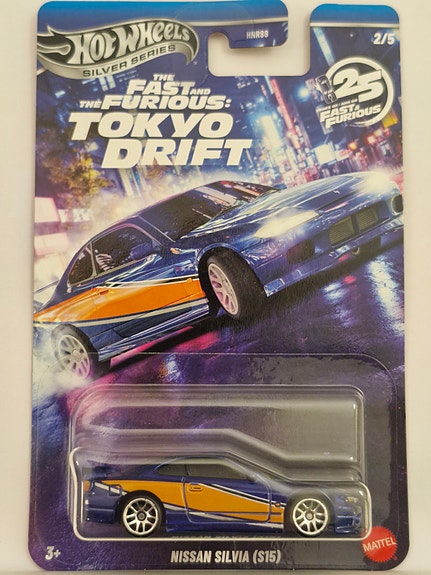 HOT WHEELS
SILVER SERIES
HNR88
2/5
THE
FAST AND
THE FURIOUS:
TOKYO
DRIFT
25
FAST & FURIOUS
3+
NISSAN SILVIA (S15)
MATTEL